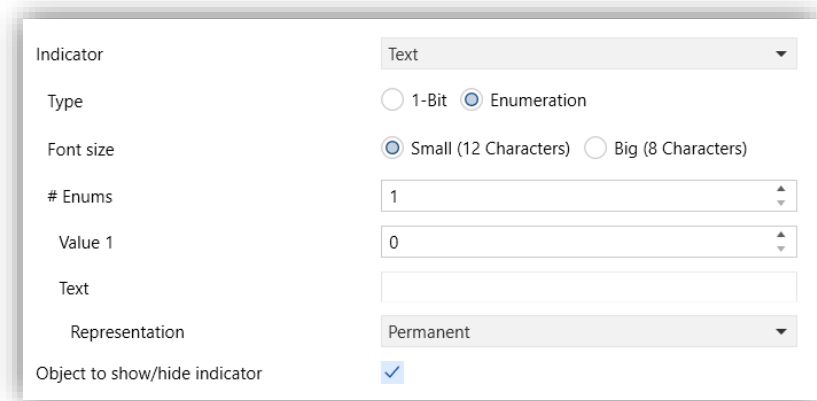 Indicator Text
Type 1-Bit Enumeration
Font size Small (12 Characters) Big (8 Characters)
# Enums 1
Value 1 0
Text
Representation Permanent
Object to show/hide indicator